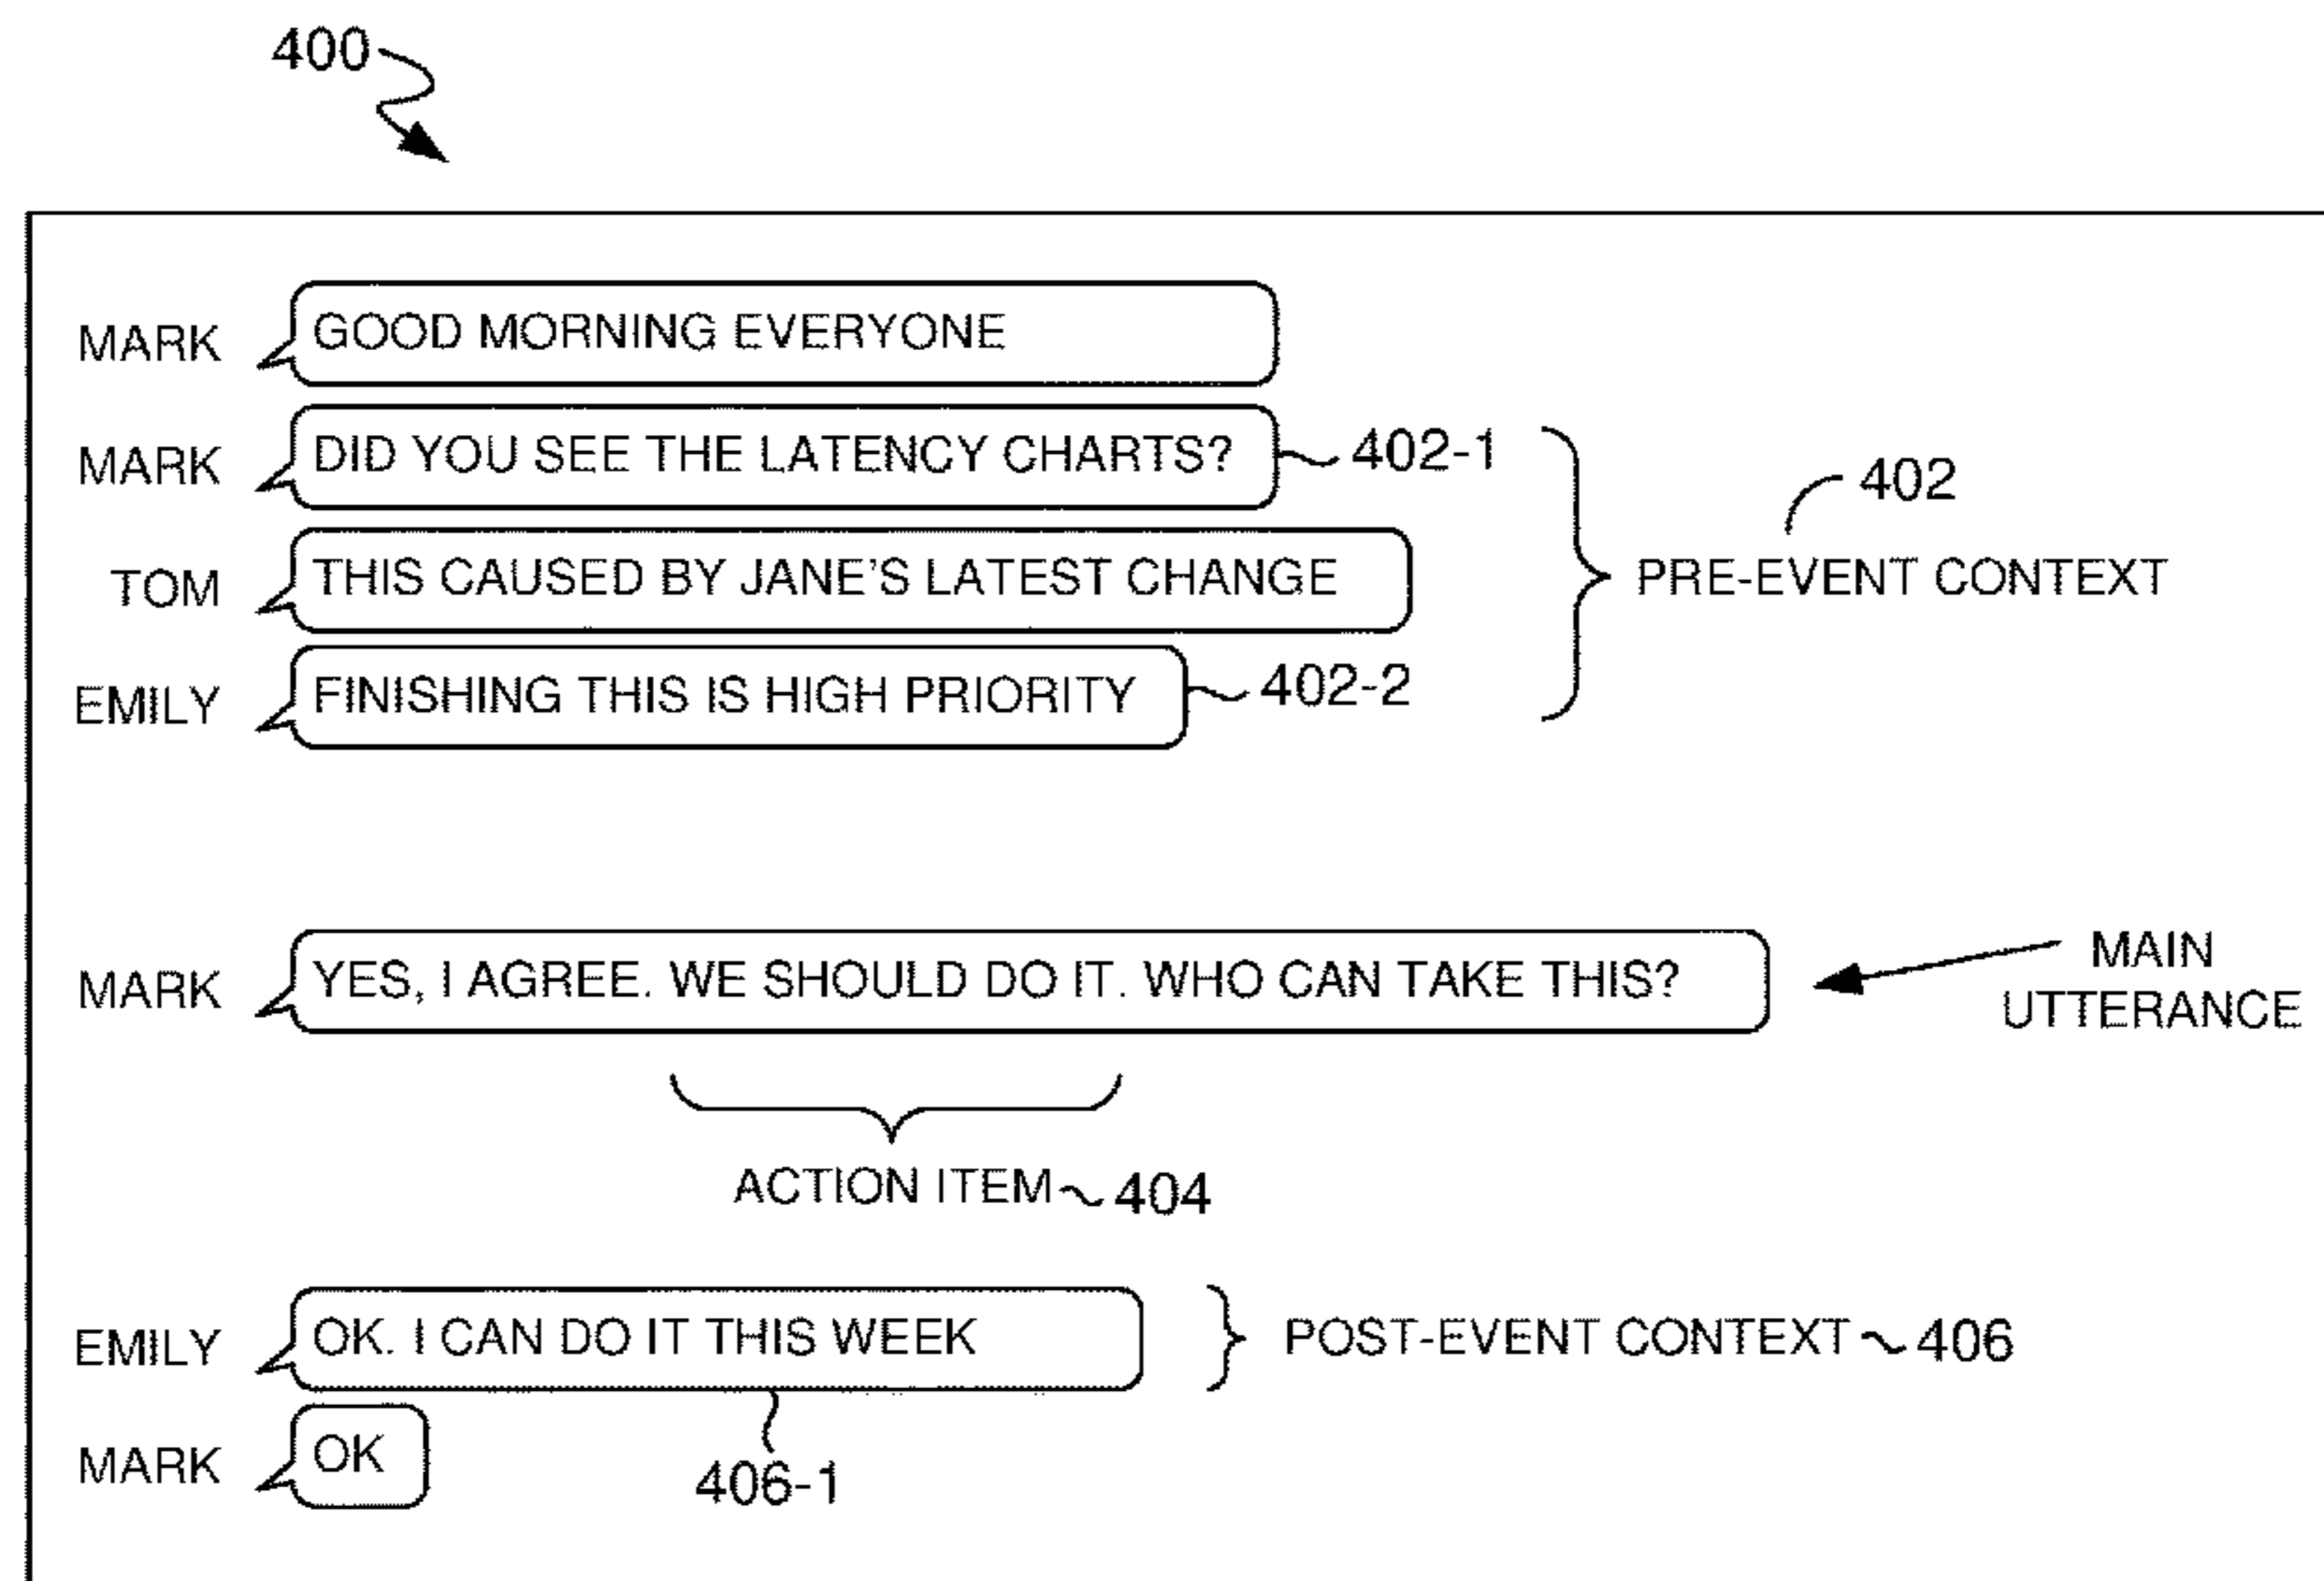 400
MARK GOOD MORNING EVERYONE
MARK DID YOU SEE THE LATENCY CHARTS? 402-1
402
TOM THIS CAUSED BY JANE'S LATEST CHANGE PRE-EVENT CONTEXT
EMILY FINISHING THIS IS HIGH PRIORITY 402-2
MARK YES, I AGREE. WE SHOULD DO IT. WHO CAN TAKE THIS? MAIN
UTTERANCE
ACTION ITEM 404
EMILY OK. I CAN DO IT THIS WEEK POST-EVENT CONTEXT 406
MARK OK
406-1